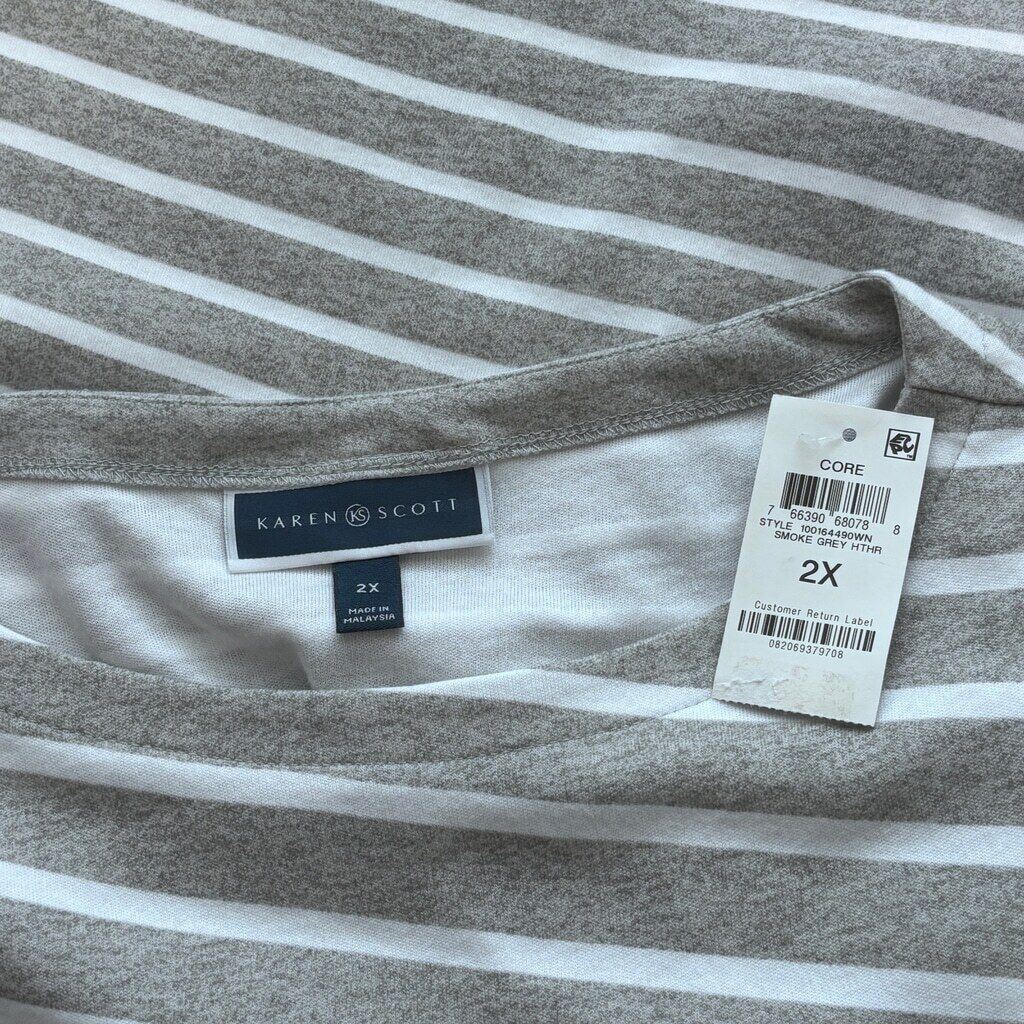 KAREN KS SCOTT
2X
MADE IN
MALAYSIA
CORE
7 66390 68078 8
STYLE 100164490WN
SMOKE GREY HTHR
2X
Customer Return Label
082069379708